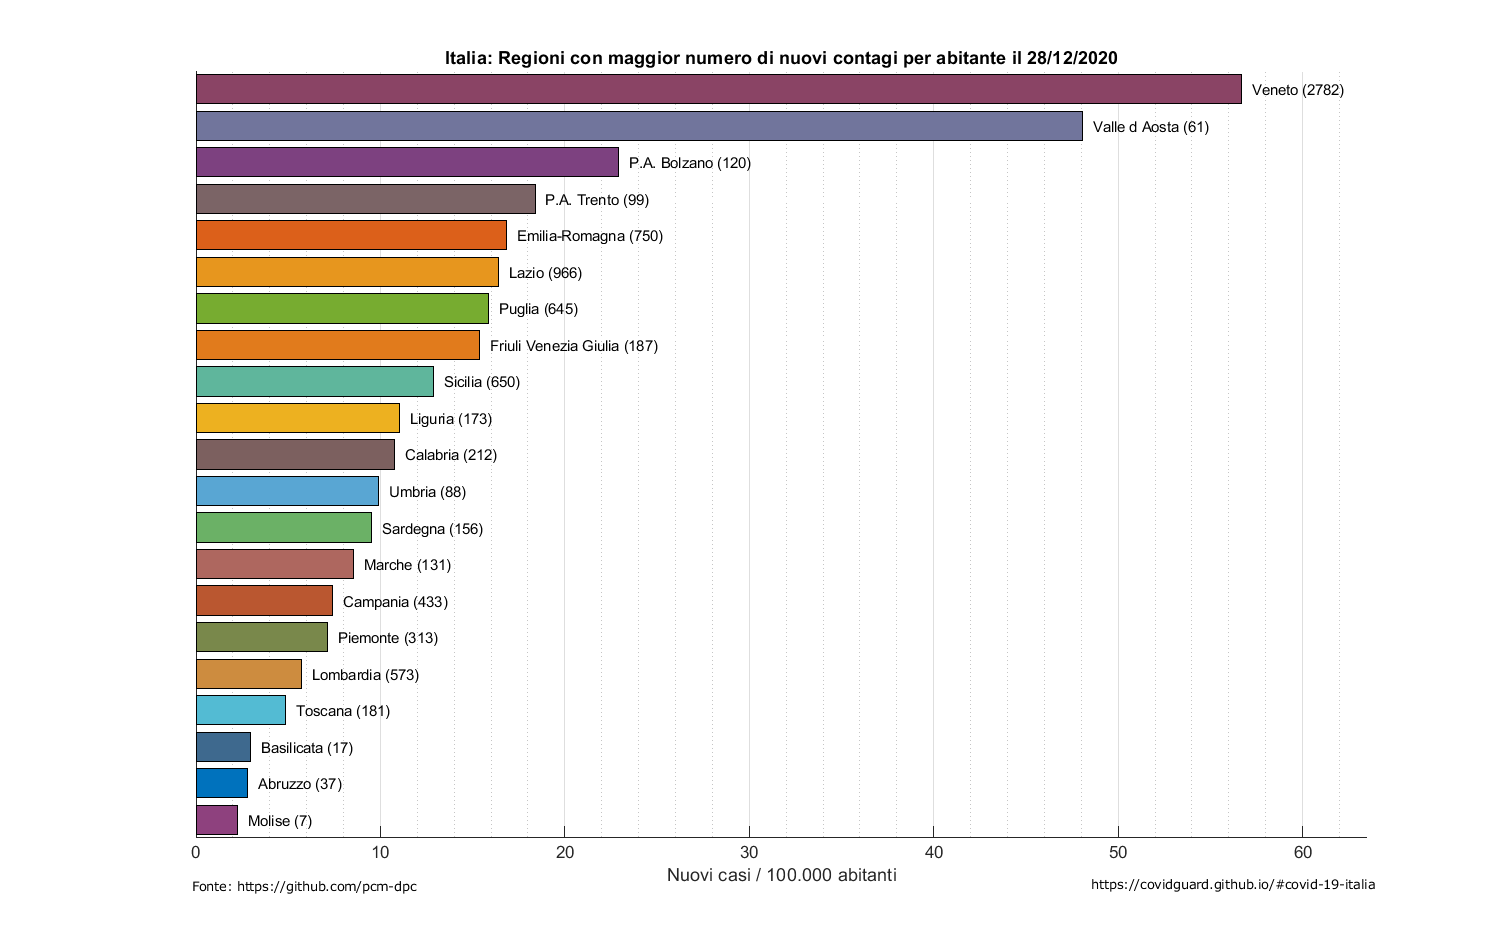 Italia: Regioni con maggior numero di nuovi contagi per abitante il 28/12/2020
Veneto (2782)
Valle d Aosta (61)
P.A. Bolzano (120)
P.A. Trento (99)
Emilia-Romagna (750)
Lazio (966)
Puglia (645)
Friuli Venezia Giulia (187)
Sicilia (650)
Liguria (173)
Calabria (212)
Umbria (88)
Sardegna (156)
Marche (131)
Campania (433)
Piemonte (313)
Lombardia (573)
Toscana (181)
Basilicata (17)
Abruzzo (37)
Molise (7)
0 10 20 30 40 50 60
Nuovi casi / 100.000 abitanti
Fonte: https://github.com/pcm-dpc
https://covidguard.github.io/#covid-19-italia